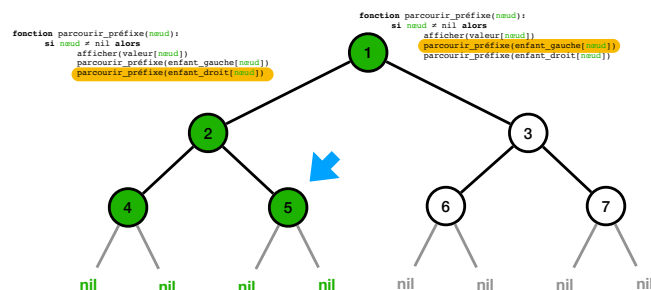 fonction parcourir_préfixe(nœud):
si nœud ≠ nil alors
afficher(valeur[nœud])
parcourir_préfixe(enfant_gauche[nœud])
parcourir_préfixe(enfant_droit[nœud])
fonction parcourir_préfixe(nœud):
si nœud ≠ nil alors
afficher(valeur[nœud])
parcourir_préfixe(enfant_gauche[nœud])
parcourir_préfixe(enfant_droit[nœud])
1
2 3
4 5 6 7
nil nil nil nil nil nil nil nil